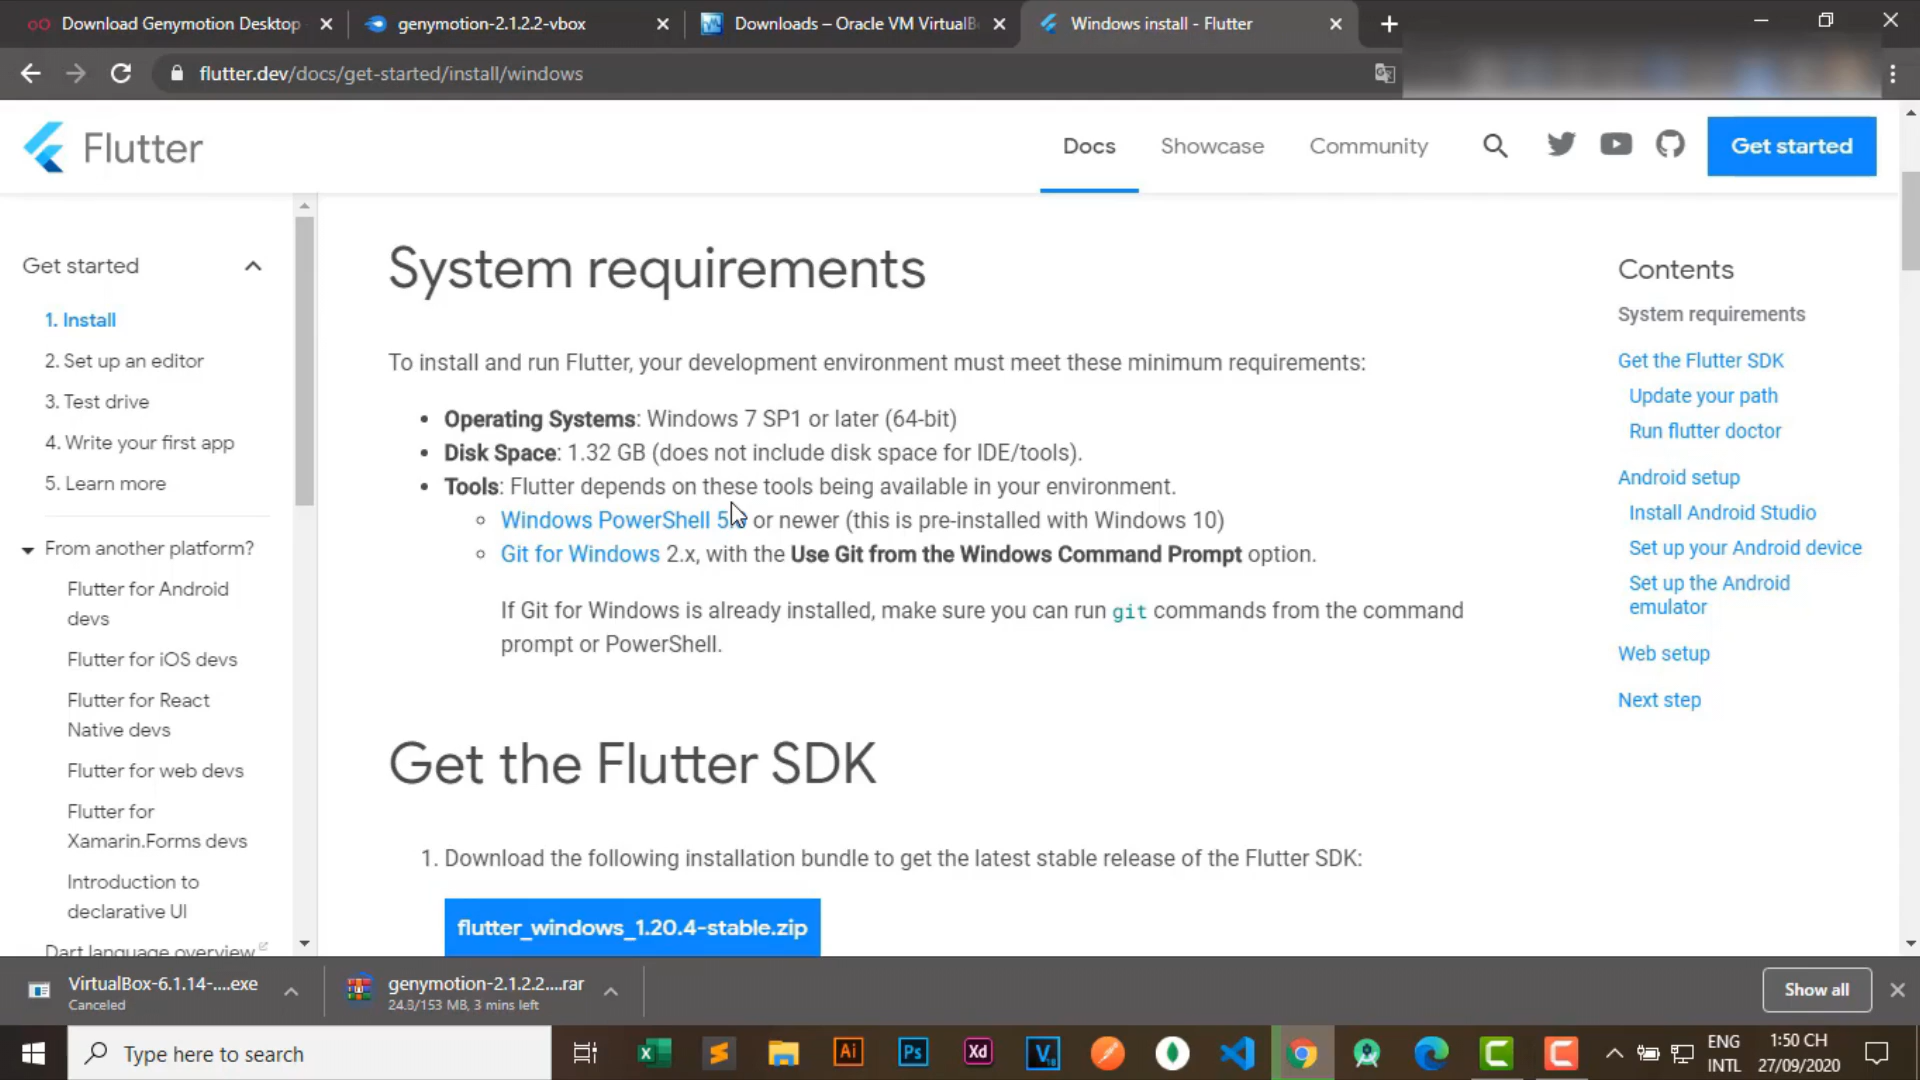 Download Genymotion Desktop
genymotion-2.1.2.2-vbox
Downloads – Oracle VM VirtualB
Windows install - Flutter
flutter.dev/docs/get-started/install/windows
Flutter
Docs
Showcase
Community
Get started
Get started
1. Install
2. Set up an editor
3. Test drive
4. Write your first app
5. Learn more
From another platform?
Flutter for Android
devs
Flutter for iOS devs
Flutter for React
Native devs
Flutter for web devs
Flutter for
Xamarin.Forms devs
Introduction to
declarative UI
Dart language overview
System requirements
To install and run Flutter, your development environment must meet these minimum requirements:
• Operating Systems: Windows 7 SP1 or later (64-bit)
• Disk Space: 1.32 GB (does not include disk space for IDE/tools).
• Tools: Flutter depends on these tools being available in your environment.
Windows PowerShell or newer (this is pre-installed with Windows 10)
Git for Windows 2.x, with the Use Git from the Windows Command Prompt option.
If Git for Windows is already installed, make sure you can run git commands from the command
prompt or PowerShell.
Get the Flutter SDK
1. Download the following installation bundle to get the latest stable release of the Flutter SDK:
flutter_windows_1.20.4-stable.zip
Contents
System requirements
Get the Flutter SDK
Update your path
Run flutter doctor
Android setup
Install Android Studio
Set up your Android device
Set up the Android
emulator
Web setup
Next step
VirtualBox-6.1.14-....exe
Canceled
genymotion-2.1.2.2....rar
24.9/153 MB, 3 mins left
Show all
Type here to search
Ai
Ps
Xd
ENG
INTL
1:50 CH
27/09/2020